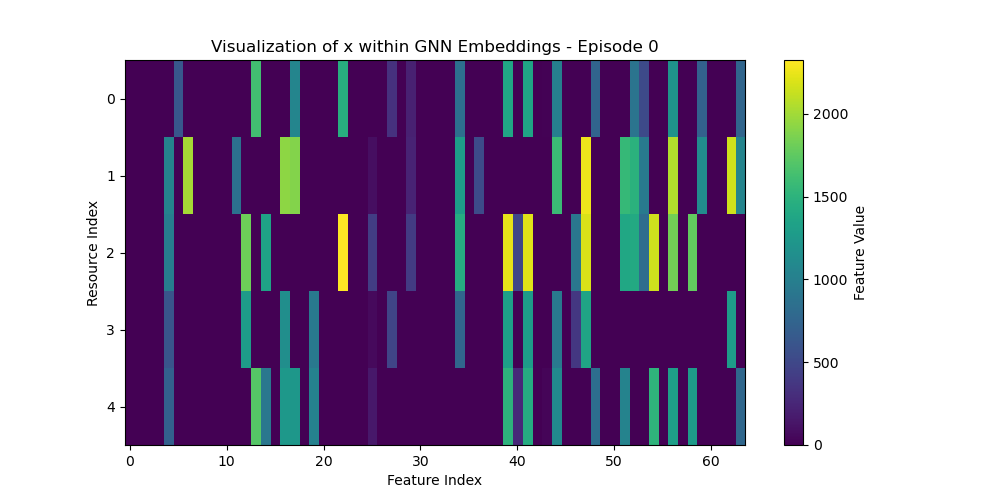 Visualization of x within GNN Embeddings - Episode 0
0
1
2
3
4
Resource Index
0 10 20 30 40 50 60
Feature Index
2000
1500
1000
500
0
Feature Value